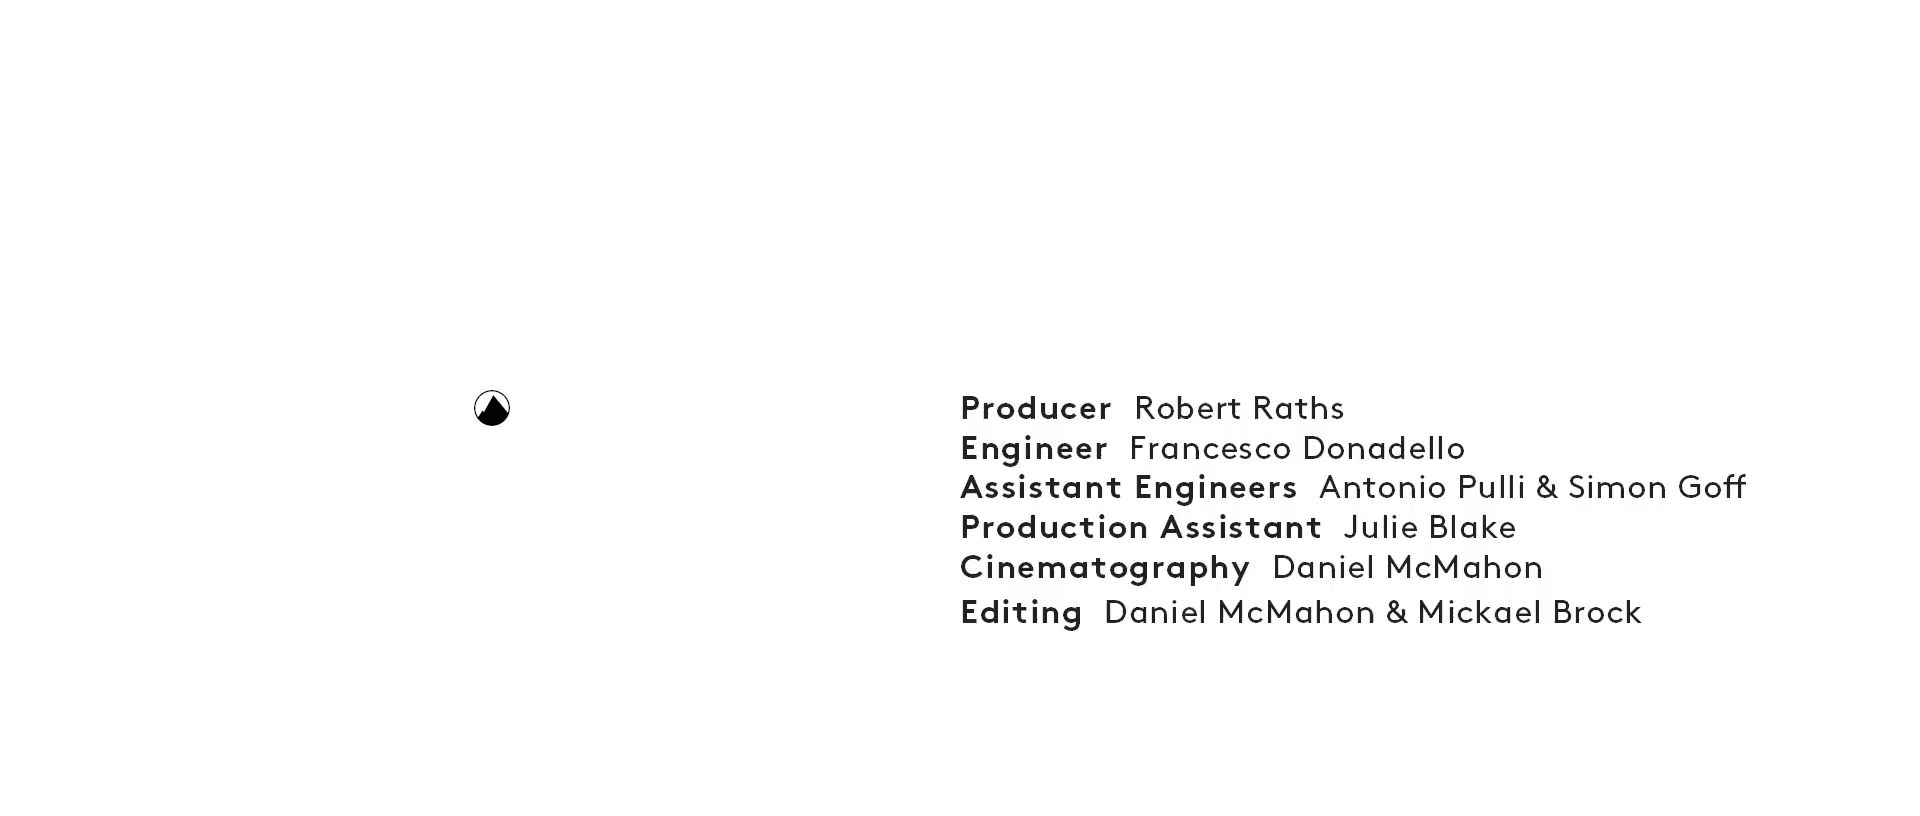 Producer Robert Raths
Engineer Francesco Donadello
Assistant Engineers Antonio Pulli & Simon Goff
Production Assistant Julie Blake
Cinematography Daniel McMahon
Editing Daniel McMahon & Mickael Brock